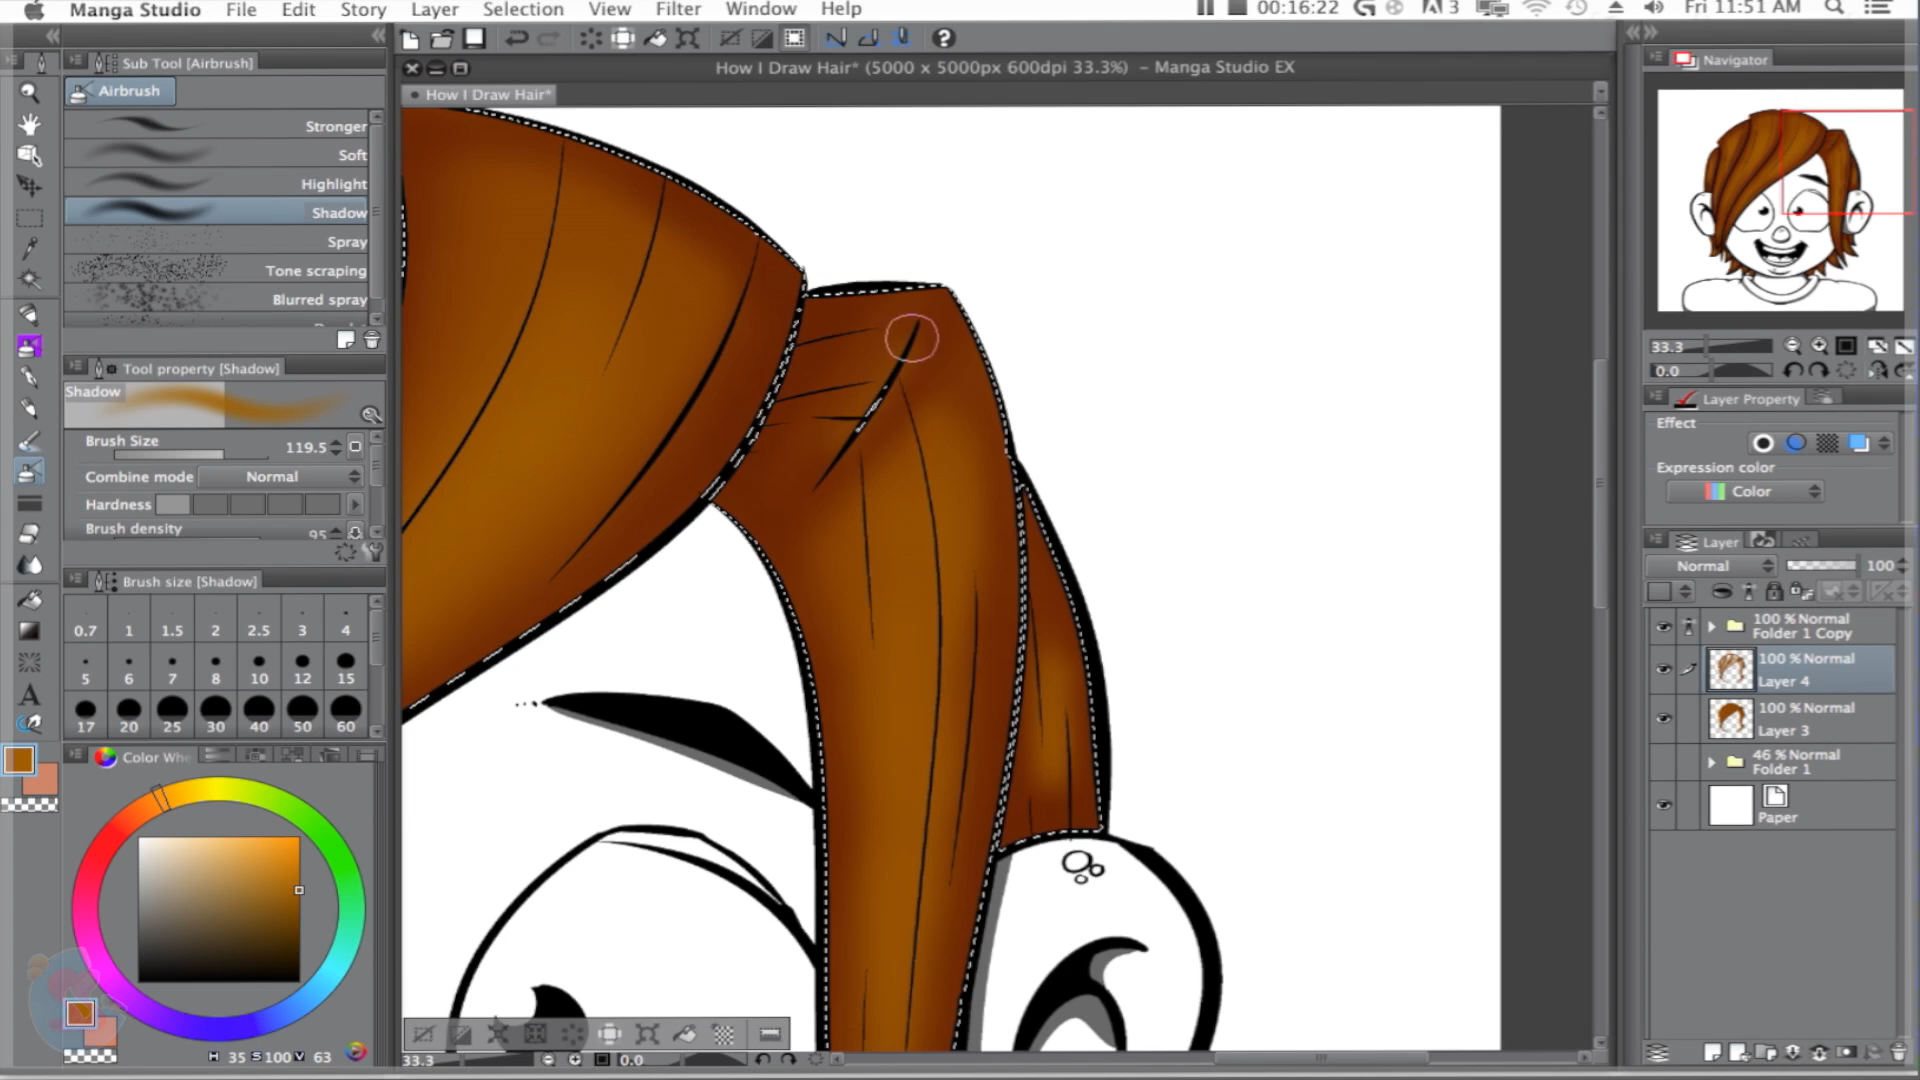 Manga Studio File Edit Story Layer Selection View Filter Window Help 00:16:22 3 Fri 11:51 AM
Sub Tool [Airbrush]
Airbrush
Stronger
Soft
Highlight
Shadow
Spray
Tone scraping
Blurred spray
Tool property [Shadow]
Shadow
Brush Size 119.5
Combine mode Normal
Hardness
Brush density 95
Brush size [Shadow]
0.7 1 1.5 2 2.5 3 4
5 6 7 8 10 12 15
17 20 25 30 40 50 60
Color Whe
H 35 S 100 V 63
How I Draw Hair* (5000 x 5000px 600dpi 33.3%) - Manga Studio EX
How I Draw Hair*
33.3 0.0
Navigator
33.3
0.0
Layer Property
Effect
Expression color
Color
Layer
Normal 100
100 % Normal
Folder 1 Copy
100 % Normal
Layer 4
100 % Normal
Layer 3
46 % Normal
Folder 1
Paper